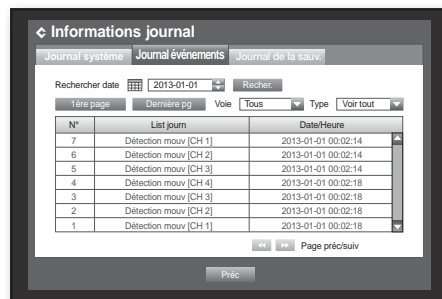 Informations journal
Journal système Journal événements Journal de la sauv.
Rechercher date 2013-01-01 Recher.
1ère page Dernière pg Voie Tous Type Voir tout
N° List journ Date/Heure
7 Détection mouv [CH 1] 2013-01-01 00:02:14
6 Détection mouv [CH 2] 2013-01-01 00:02:14
5 Détection mouv [CH 3] 2013-01-01 00:02:14
4 Détection mouv [CH 4] 2013-01-01 00:02:18
3 Détection mouv [CH 3] 2013-01-01 00:02:18
2 Détection mouv [CH 2] 2013-01-01 00:02:18
1 Détection mouv [CH 1] 2013-01-01 00:02:18
Page préc/suiv
Préc